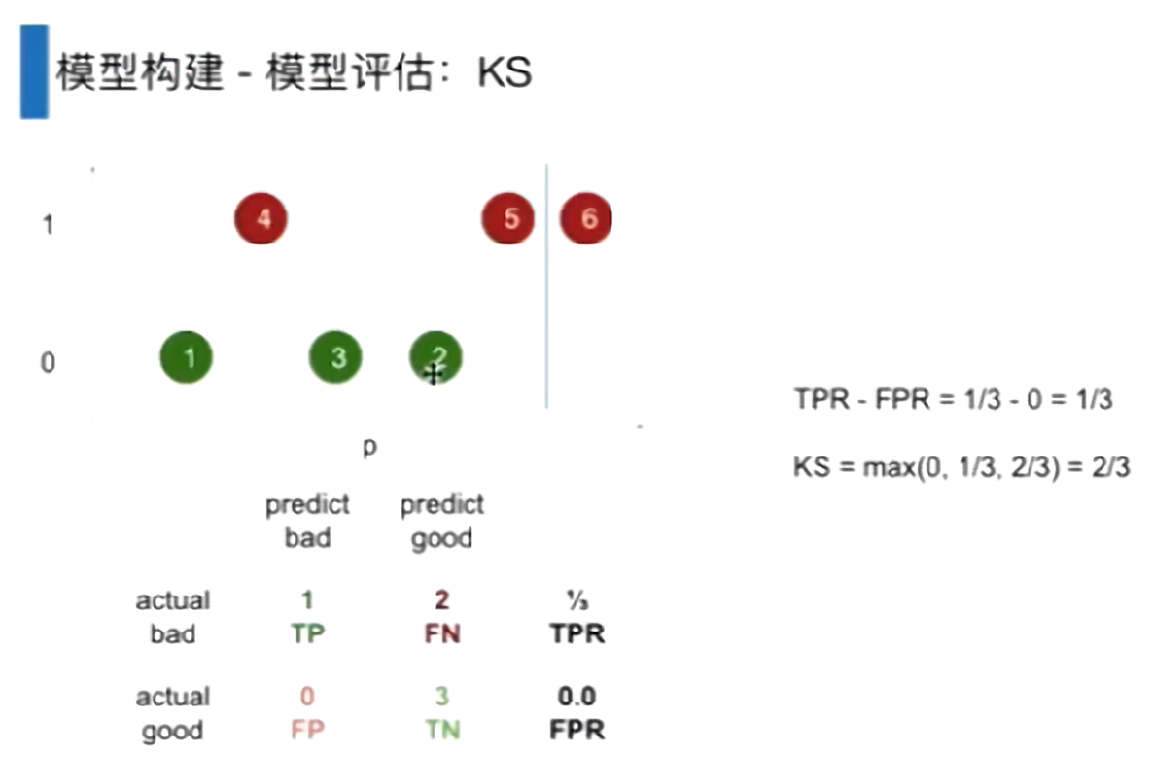 模型构建 - 模型评估：KS
1
4
5
6
0
1
3
2
TPR - FPR = 1/3 - 0 = 1/3
p
KS = max(0, 1/3, 2/3) = 2/3
predict predict
bad good
actual 1 2 ⅓
bad TP FN TPR
actual 0 3 0.0
good FP TN FPR